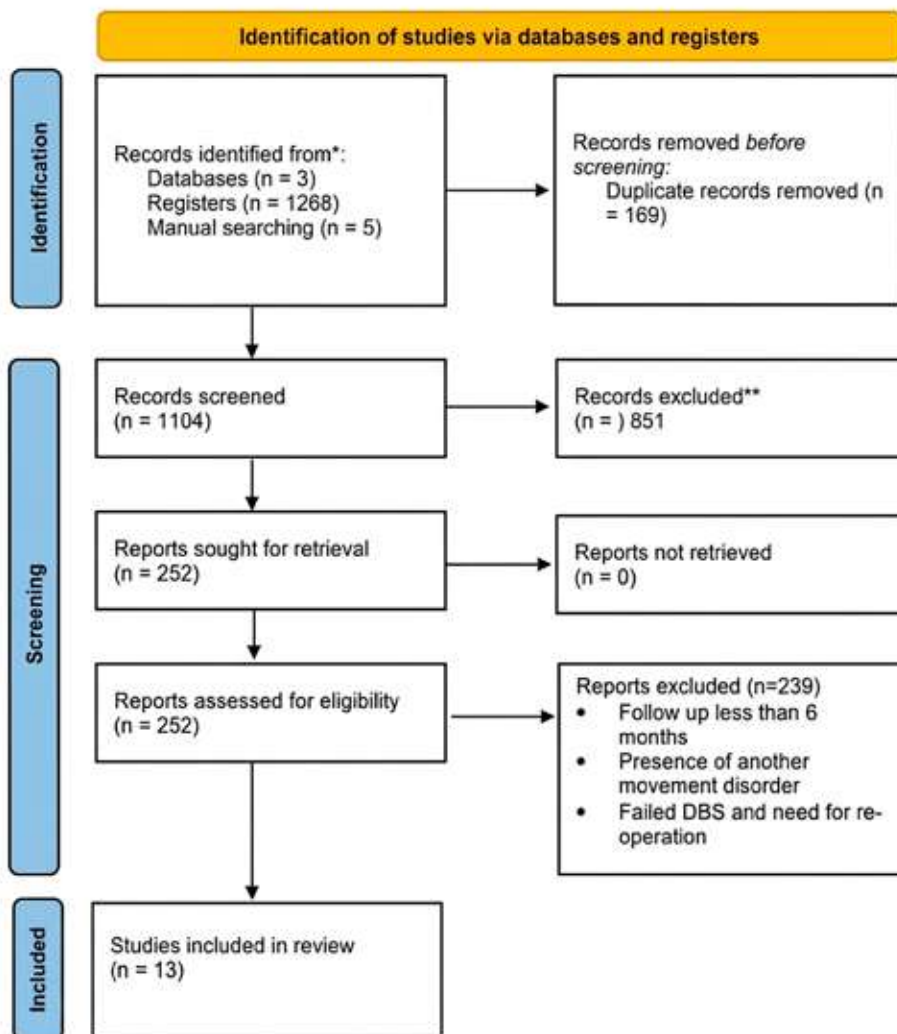 Identification of studies via databases and registers
Identification
Records identified from*:
Databases (n = 3)
Registers (n = 1268)
Manual searching (n = 5)
Records removed before
screening:
Duplicate records removed (n
= 169)
Screening
Records screened
(n = 1104)
Records excluded**
(n = ) 851
Reports sought for retrieval
(n = 252)
Reports not retrieved
(n = 0)
Reports assessed for eligibility
(n = 252)
Reports excluded (n=239)
• Follow up less than 6
months
• Presence of another
movement disorder
• Failed DBS and need for re-
operation
Included
Studies included in review
(n = 13)